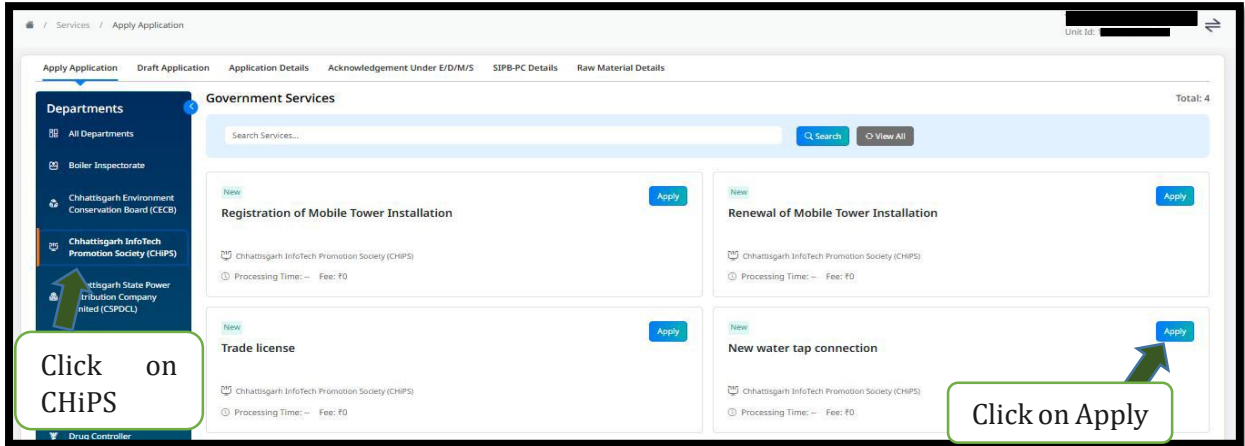 / Services / Apply Application
Unit Id:
Apply Application Draft Application Application Details Acknowledgement Under E/D/M/S SIPB-PC Details Raw Material Details
Departments
All Departments
Boiler Inspectorate
Chhattisgarh Environment
Conservation Board (CECB)
Chhattisgarh InfoTech
Promotion Society (CHiPS)
State Power
Company
(CSPDCL)
Drug Controller
Government Services
Total: 4
Search Services...
Search
View All
New
Apply
Registration of Mobile Tower Installation
Chhattisgarh InfoTech Promotion Society (CHiPS)
Processing Time: -- Fee: ₹0
New
Apply
Renewal of Mobile Tower Installation
Chhattisgarh InfoTech Promotion Society (CHiPS)
Processing Time: -- Fee: ₹0
New
Apply
Trade license
Chhattisgarh InfoTech Promotion Society (CHiPS)
Processing Time: -- Fee: ₹0
New
Apply
New water tap connection
Chhattisgarh InfoTech Promotion Society (CHiPS)
Processing Time: -- Fee: ₹0
Click on
CHiPS
Click on Apply